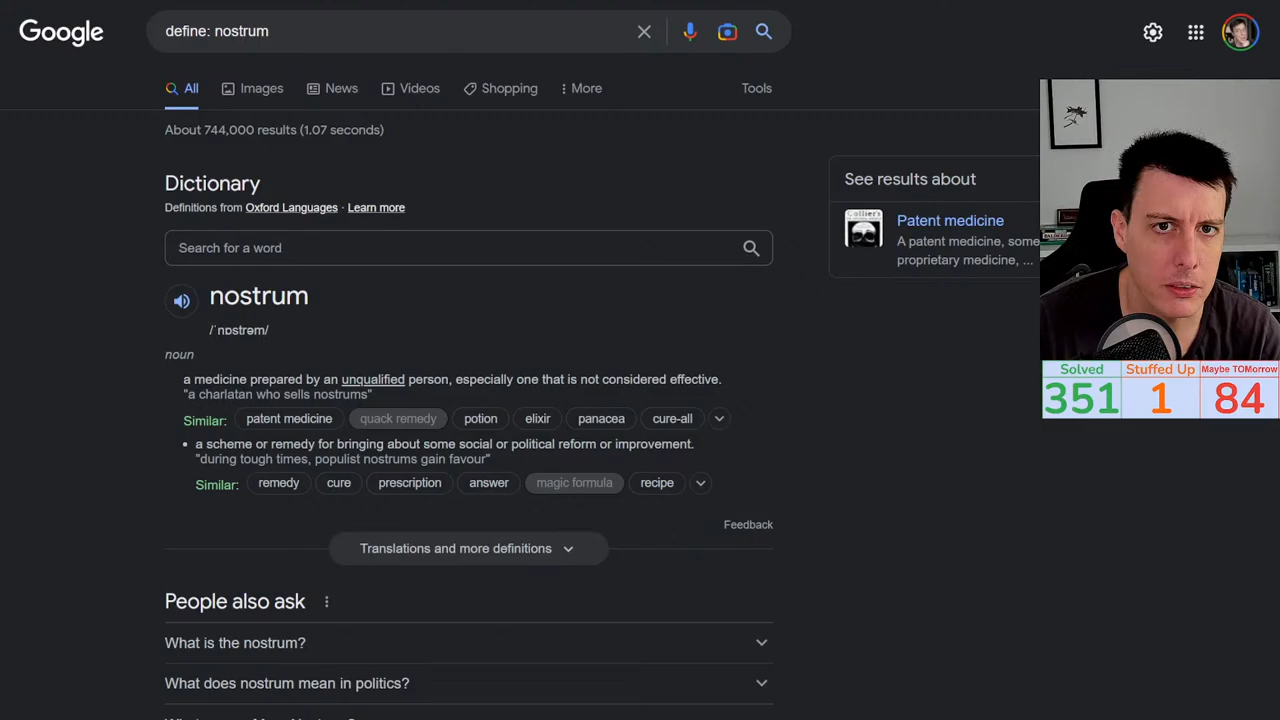 Google
define: nostrum
All
Images
News
Videos
Shopping
More
Tools
About 744,000 results (1.07 seconds)
Dictionary
Definitions from Oxford Languages · Learn more
Search for a word
nostrum
/ˈnɒstrəm/
noun
a medicine prepared by an unqualified person, especially one that is not considered effective.
"a charlatan who sells nostrums"
Similar: patent medicine quack remedy potion elixir panacea cure-all
• a scheme or remedy for bringing about some social or political reform or improvement.
"during tough times, populist nostrums gain favour"
Similar: remedy cure prescription answer magic formula recipe
Feedback
Translations and more definitions
People also ask
What is the nostrum?
What does nostrum mean in politics?
See results about
Collier's
Patent medicine
A patent medicine, some
proprietary medicine, ...
Solved Stuffed Up Maybe TOMorrow
351 1 84